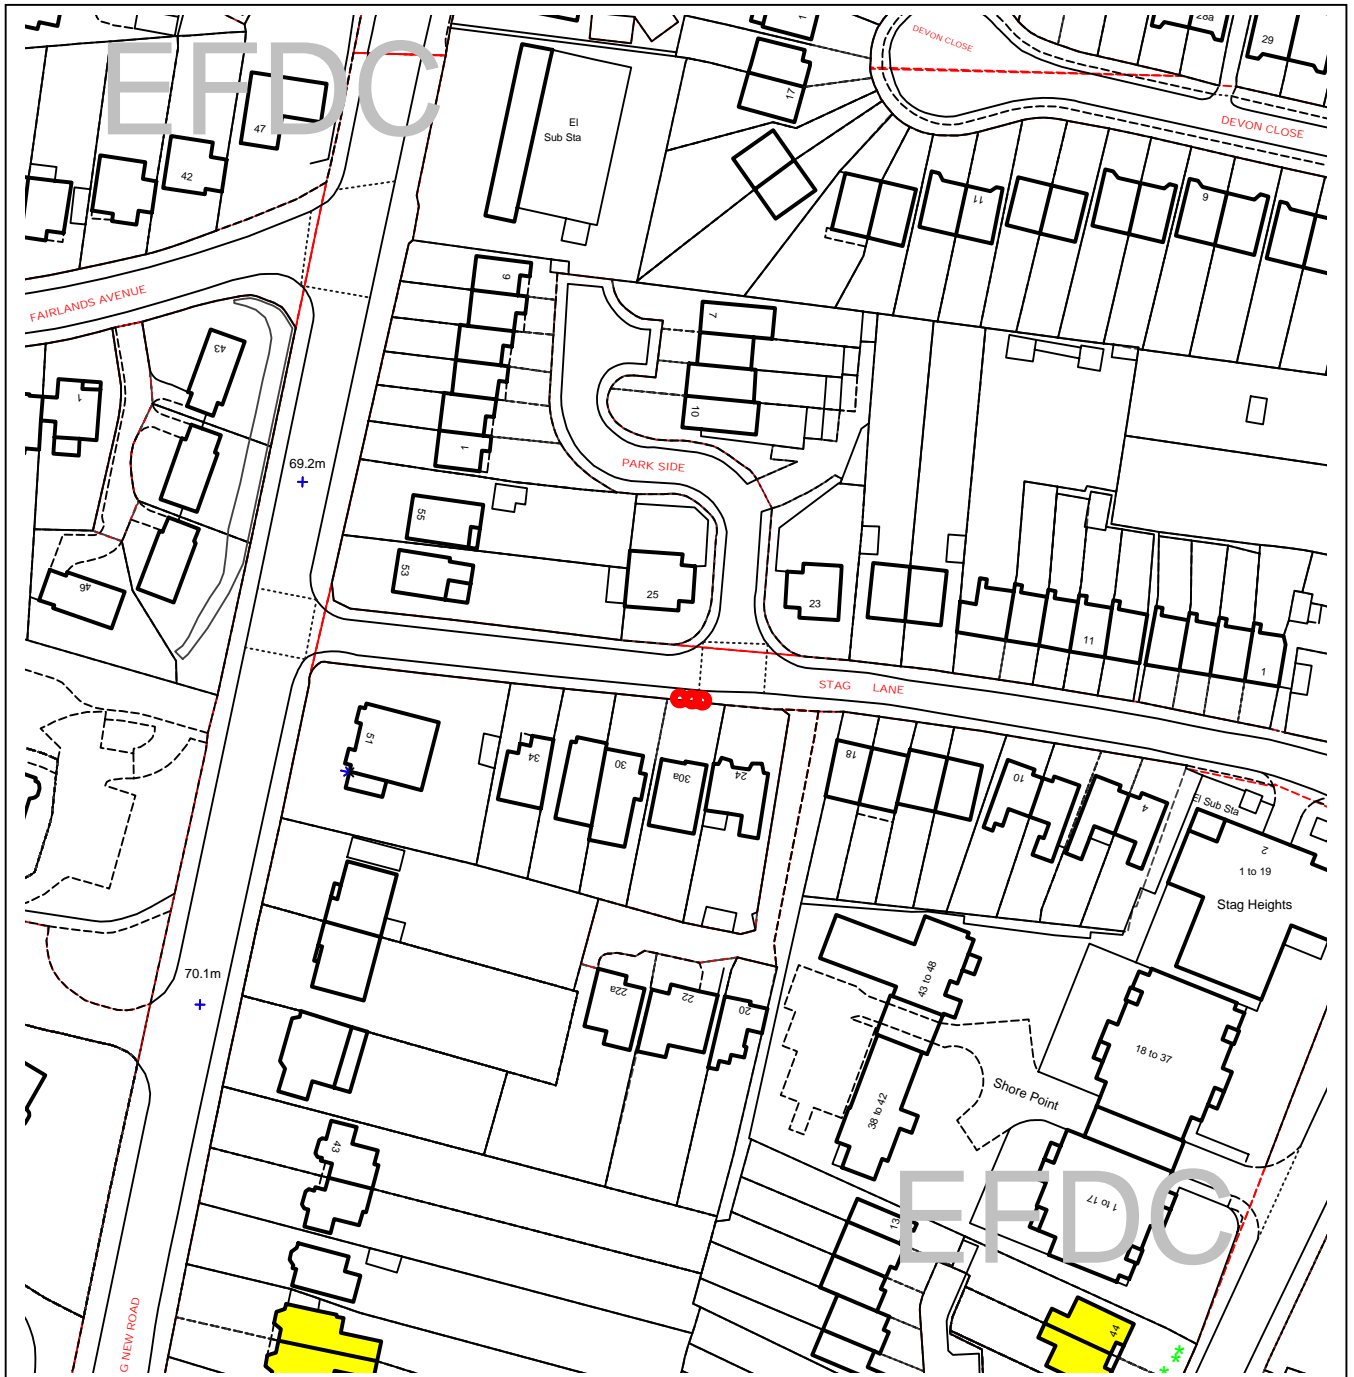 EFDC
DEVON CLOSE
28a
29
17
47
42
El
Sub Sta
DEVON CLOSE
11
9
FAIRLANDS AVENUE
9
43
7
1
10
1
69.2m
PARK SIDE
55
53
46
25
23
11
1
STAG LANE
51
34
30
30a
24
18
10
4
El Sub Sta
2
1 to 19
Stag Heights
70.1m
22a
22
20
43 to 48
18 to 37
Shore Point
38 to 42
43
1 to 17
EFDC
13
G NEW ROAD
44